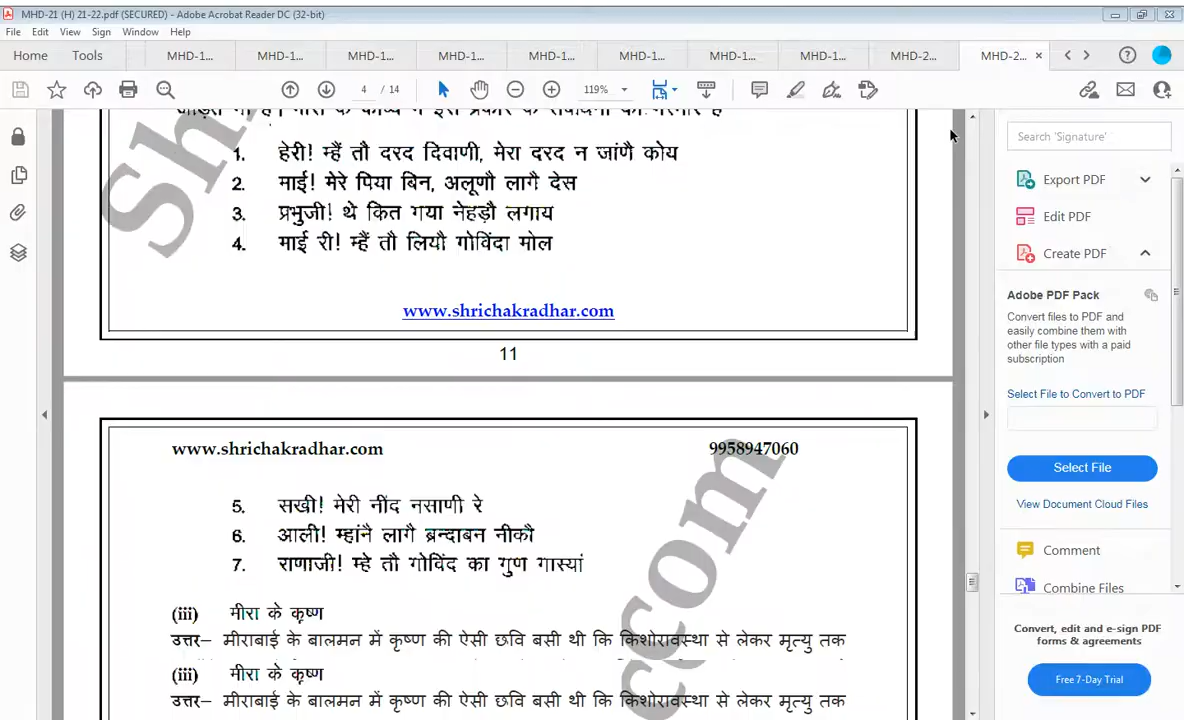 MHD-21 (H) 21-22.pdf (SECURED) - Adobe Acrobat Reader DC (32-bit)
File Edit View Sign Window Help
Home Tools MHD-1... MHD-1... MHD-1... MHD-1... MHD-1... MHD-1... MHD-1... MHD-1... MHD-2... MHD-2...
4 / 14 119%
1. हेरी! म्हैं तौ दरद दिवाणी, मेरा दरद न जांणै कोय
2. माई! मेरे पिया बिन, अलूणौ लागै देस
3. प्रभुजी! थे कित गया नेहड़ौ लगाय
4. माई री! म्हैं तौ लियौ गोविंदा मोल
www.shrichakradhar.com
11
www.shrichakradhar.com 9958947060
5. सखी! मेरी नींद नसाणी रे
6. आली! म्हांनै लागै ब्रन्दाबन नीकौ
7. राणाजी! म्हे तौ गोविंद का गुण गास्यां
(iii) मीरा के कृष्ण
उत्तर– मीराबाई के बालमन में कृष्ण की ऐसी छवि बसी थी कि किशोरावस्था से लेकर मृत्यु तक
(iii) मीरा के कृष्ण
उत्तर– मीराबाई के बालमन में कृष्ण की ऐसी छवि बसी थी कि किशोरावस्था से लेकर मृत्यु तक
Search 'Signature'
Export PDF
Edit PDF
Create PDF
Adobe PDF Pack
Convert files to PDF and
easily combine them with
other file types with a paid
subscription
Select File to Convert to PDF
Select File
View Document Cloud Files
Comment
Combine Files
Convert, edit and e-sign PDF
forms & agreements
Free 7-Day Trial